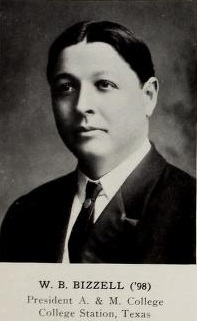 W. B. BIZZELL ('98)
President A. & M. College
College Station, Texas